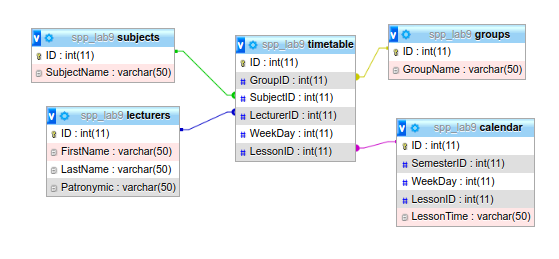 spp_lab9 subjects
ID : int(11)
SubjectName : varchar(50)
spp_lab9 lecturers
ID : int(11)
FirstName : varchar(50)
LastName : varchar(50)
Patronymic : varchar(50)
spp_lab9 timetable
ID : int(11)
GroupID : int(11)
SubjectID : int(11)
LecturerID : int(11)
WeekDay : int(11)
LessonID : int(11)
spp_lab9 groups
ID : int(11)
GroupName : varchar(50)
spp_lab9 calendar
ID : int(11)
SemesterID : int(11)
WeekDay : int(11)
LessonID : int(11)
LessonTime : varchar(50)